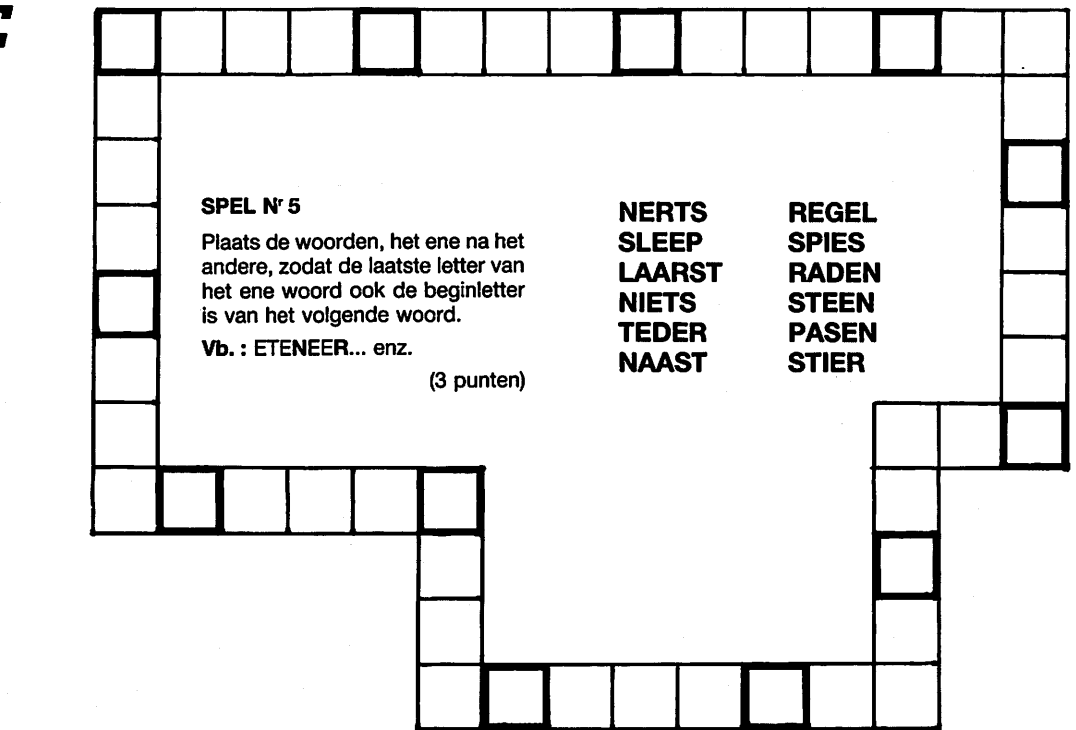 SPEL Nr 5
Plaats de woorden, het ene na het
andere, zodat de laatste letter van
het ene woord ook de beginletter
is van het volgende woord.
Vb. : ETENEER... enz.
(3 punten)
NERTS
SLEEP
LAARST
NIETS
TEDER
NAAST
REGEL
SPIES
RADEN
STEEN
PASEN
STIER